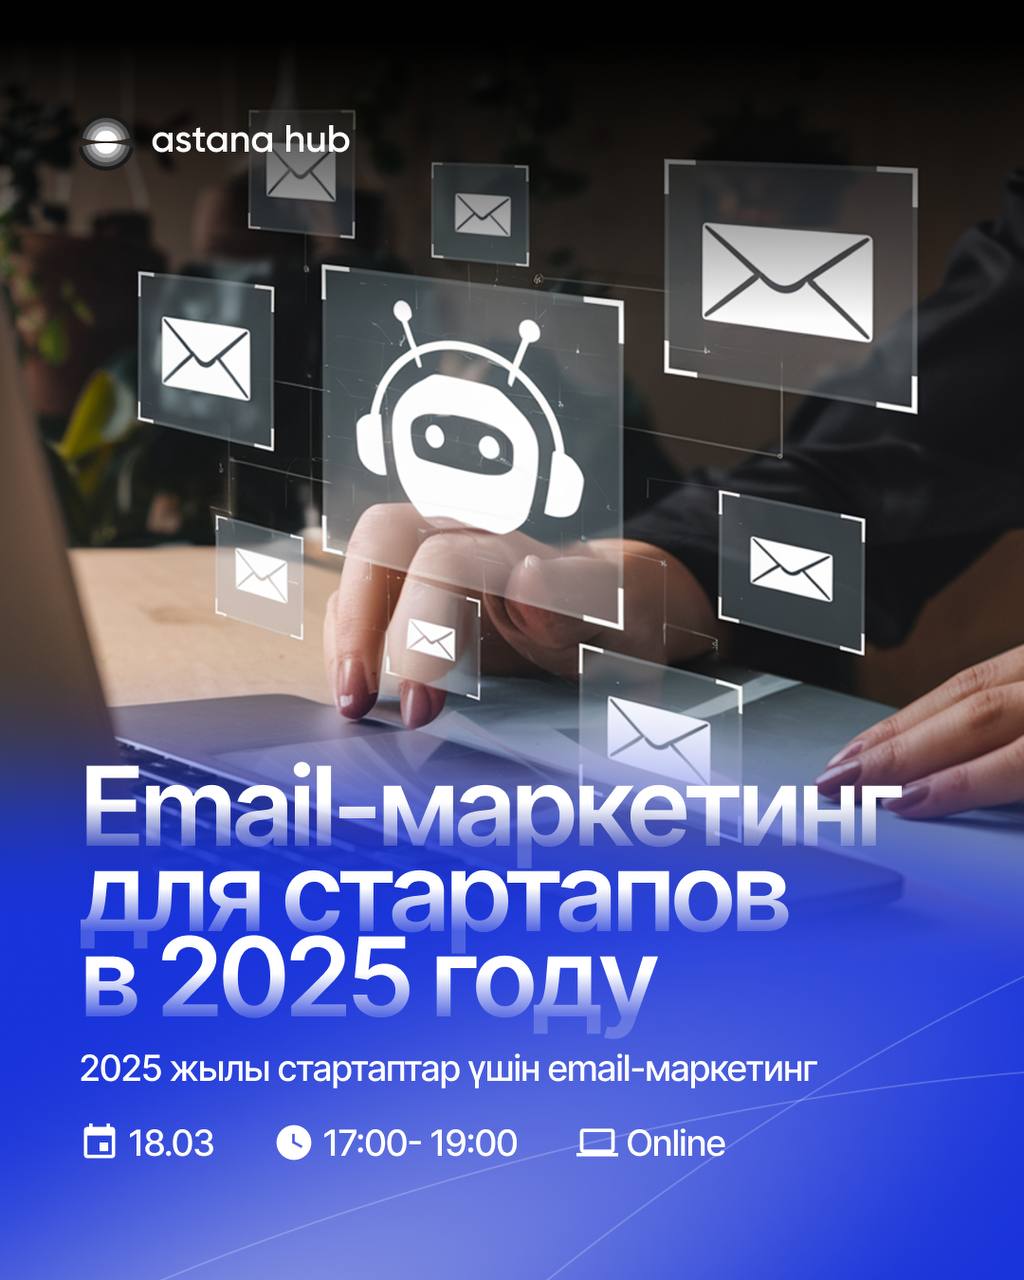 astana hub
Email-маркетинг
для стартапов
в 2025 году
2025 жылы стартаптар үшін email-маркетинг
18.03 17:00- 19:00 Online